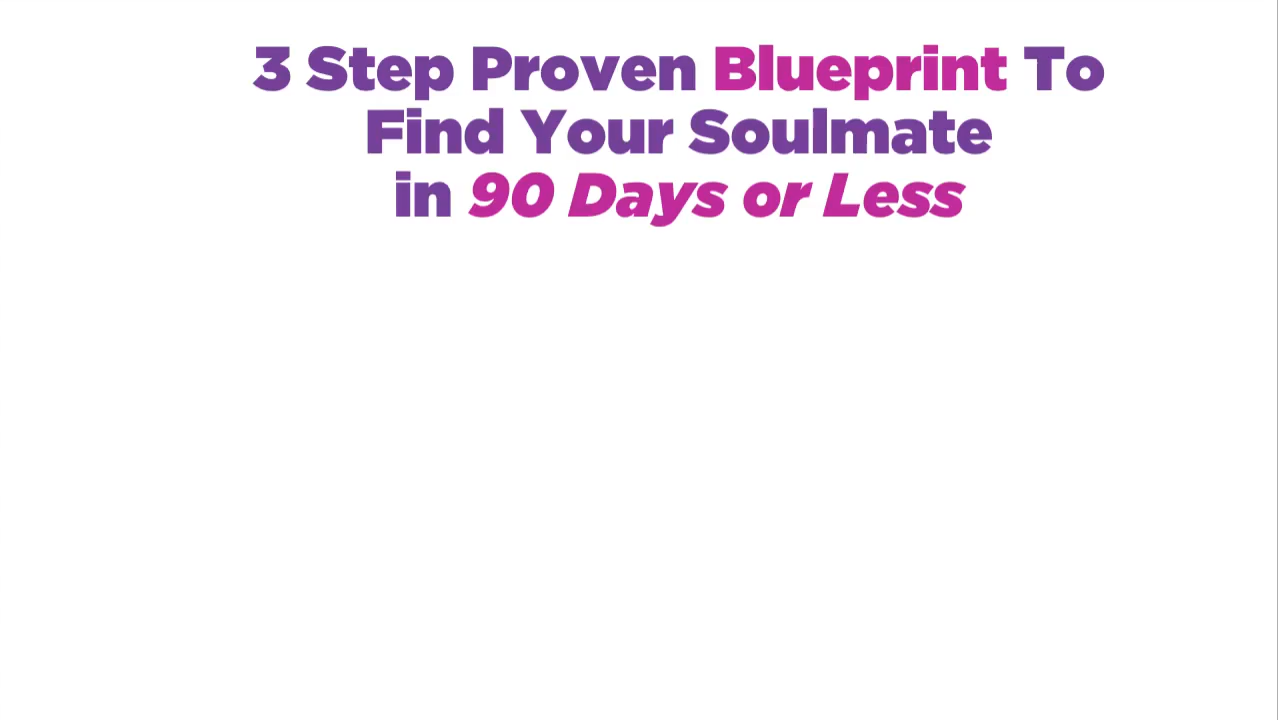 3 Step Proven Blueprint To
Find Your Soulmate
in 90 Days or Less